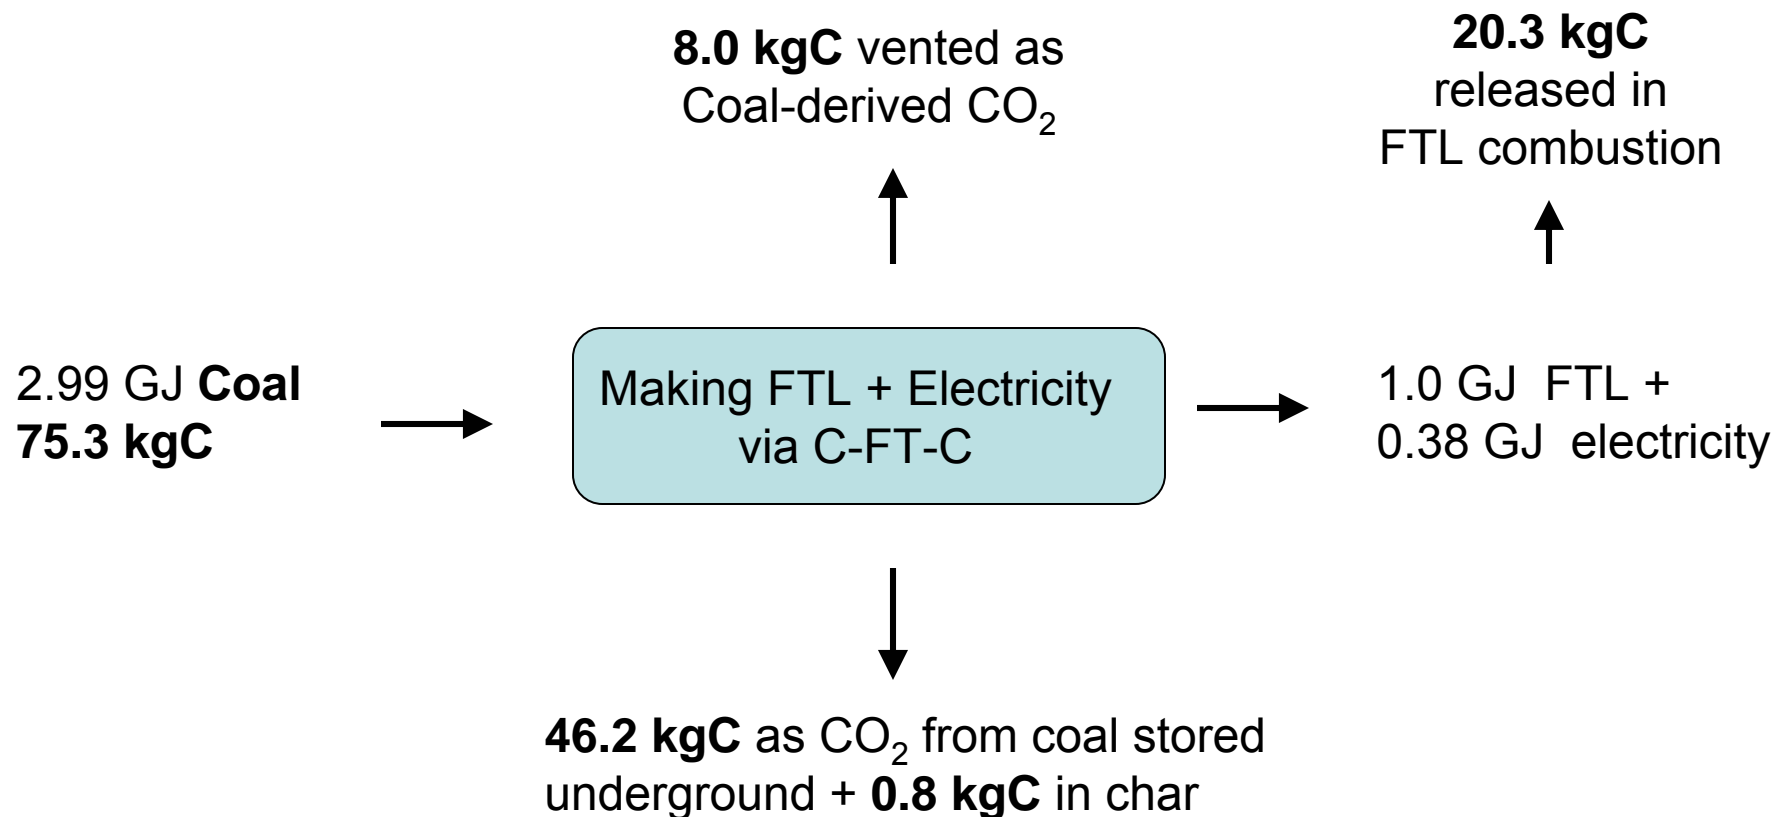 8.0 kgC vented as
Coal-derived CO₂
20.3 kgC
released in
FTL combustion
2.99 GJ Coal
75.3 kgC
Making FTL + Electricity
via C-FT-C
1.0 GJ FTL +
0.38 GJ electricity
46.2 kgC as CO₂ from coal stored
underground + 0.8 kgC in char